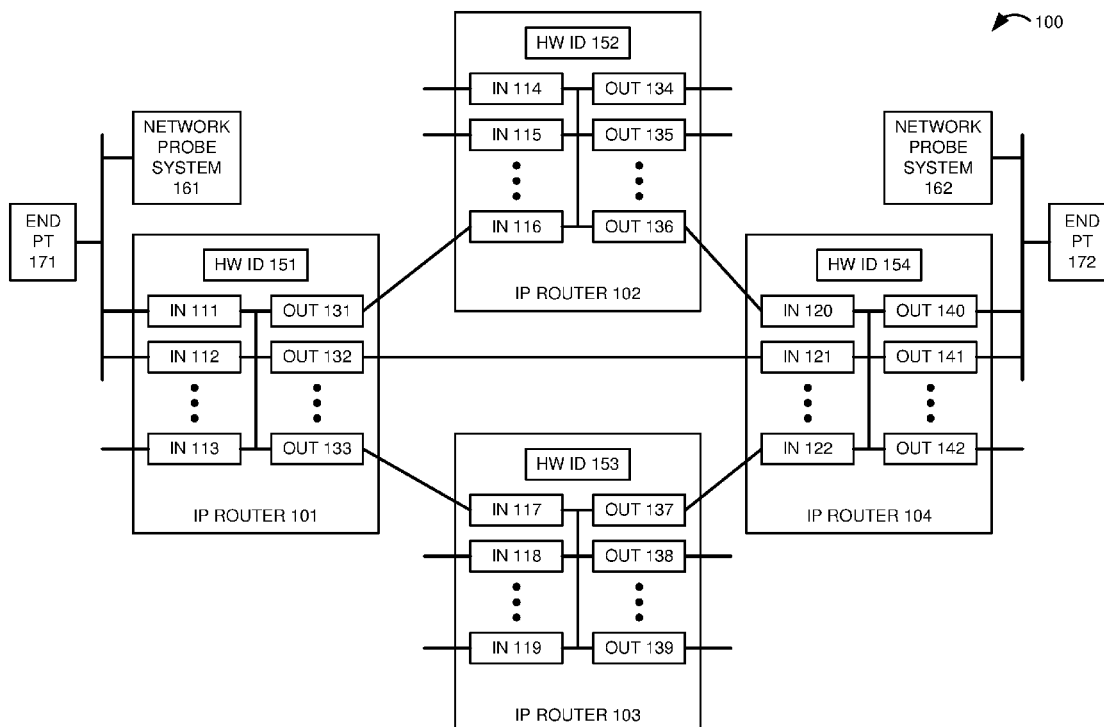 100
HW ID 152
IN 114
OUT 134
IN 115
OUT 135
IN 116
OUT 136
IP ROUTER 102
NETWORK
PROBE
SYSTEM
161
END
PT
171
HW ID 151
IN 111
OUT 131
IN 112
OUT 132
IN 113
OUT 133
IP ROUTER 101
NETWORK
PROBE
SYSTEM
162
END
PT
172
HW ID 154
IN 120
OUT 140
IN 121
OUT 141
IN 122
OUT 142
IP ROUTER 104
HW ID 153
IN 117
OUT 137
IN 118
OUT 138
IN 119
OUT 139
IP ROUTER 103